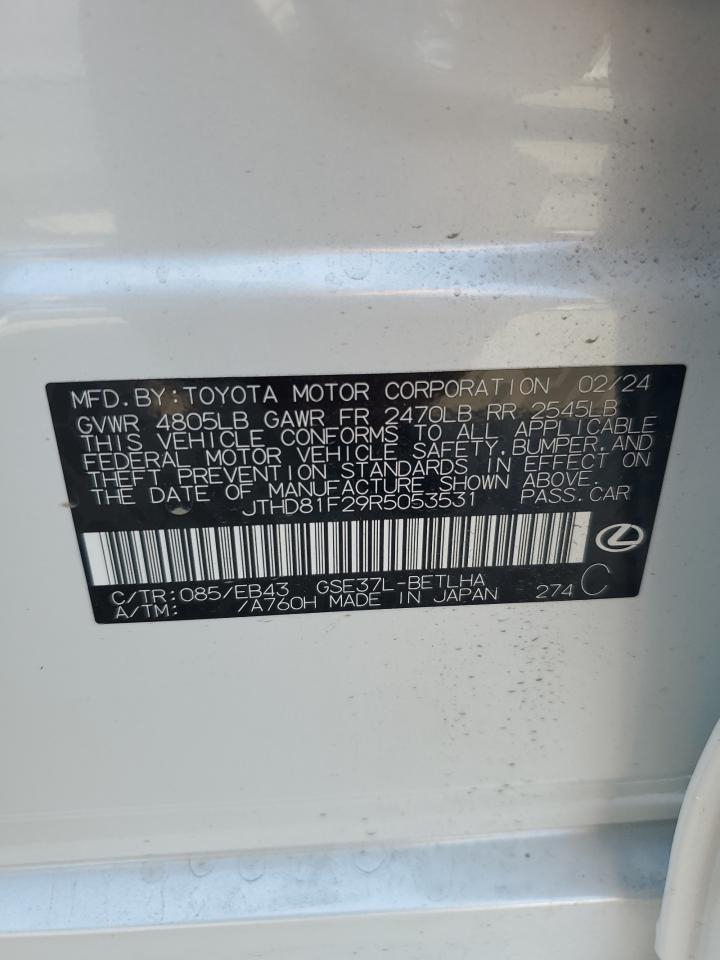 MFD. BY: TOYOTA MOTOR CORPORATION 02/24
GVWR 4805LB GAWR FR 2470LB RR 2545LB
THIS VEHICLE CONFORMS TO ALL APPLICABLE
FEDERAL MOTOR VEHICLE SAFETY, BUMPER, AND
THEFT PREVENTION STANDARDS IN EFFECT ON
THE DATE OF MANUFACTURE SHOWN ABOVE.
JTHD81F29R5053531 PASS. CAR
C/TR: 085/EB43 GSE37L-BETLHA
A/TM: /A760H MADE IN JAPAN 274 C